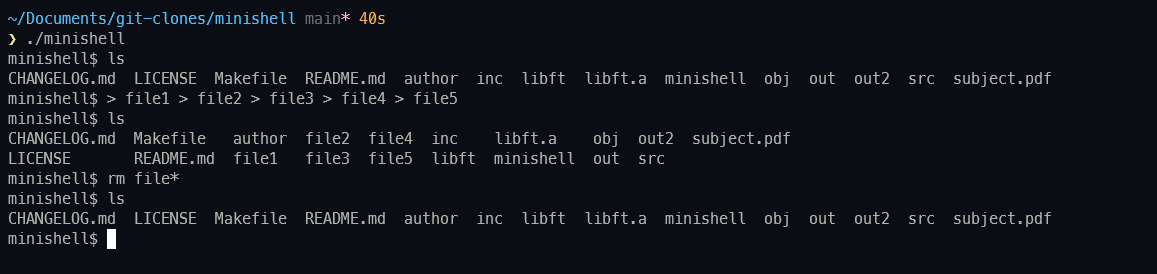 ~/Documents/git-clones/minishell main* 40s
❯ ./minishell
minishell$ ls
CHANGELOG.md  LICENSE  Makefile  README.md  author  inc  libft  libft.a  minishell  obj  out  out2  src  subject.pdf
minishell$ > file1 > file2 > file3 > file4 > file5
minishell$ ls
CHANGELOG.md  Makefile   author  file2  file4  inc    libft.a    obj  out2  subject.pdf
LICENSE       README.md  file1   file3  file5  libft  minishell  out  src
minishell$ rm file*
minishell$ ls
CHANGELOG.md  LICENSE  Makefile  README.md  author  inc  libft  libft.a  minishell  obj  out  out2  src  subject.pdf
minishell$